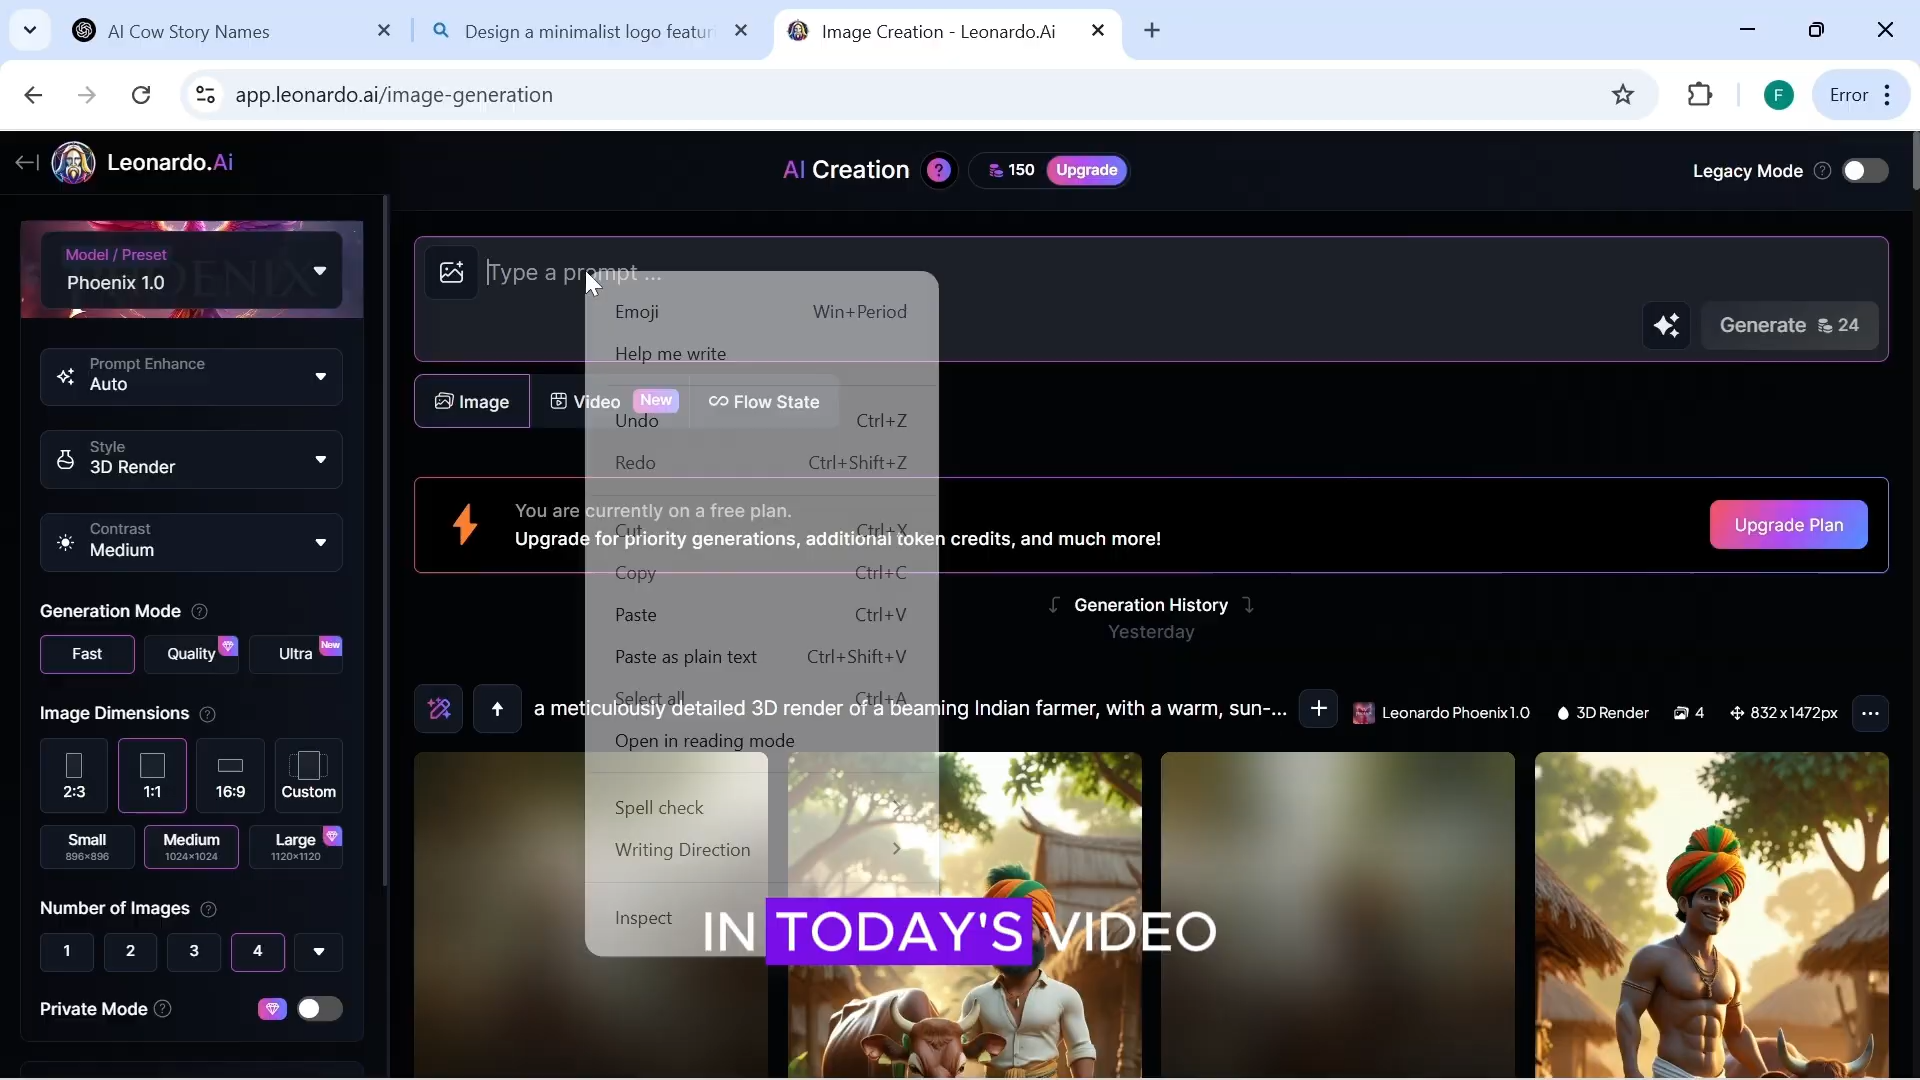 AI Cow Story Names
Design a minimalist logo featuri
Image Creation - Leonardo.Ai
app.leonardo.ai/image-generation
F
Error
Leonardo.Ai
AI Creation
?
150
Upgrade
Legacy Mode ?
Model / Preset
Phoenix 1.0
Type a prompt ...
Generate 24
Prompt Enhance
Auto
Style
3D Render
Contrast
Medium
Generation Mode ?
Fast
Quality
Ultra
New
Image Dimensions ?
2:3
1:1
16:9
Custom
Small
896×896
Medium
1024×1024
Large
1120×1120
Number of Images ?
1
2
3
4
Private Mode ?
Image
Video
New
Flow State
Emoji Win+Period
Help me write
Undo Ctrl+Z
Redo Ctrl+Shift+Z
Cut Ctrl+X
Copy Ctrl+C
Paste Ctrl+V
Paste as plain text Ctrl+Shift+V
Select all Ctrl+A
Open in reading mode
Spell check
Writing Direction
Inspect
You are currently on a free plan.
Upgrade for priority generations, additional token credits, and much more!
Upgrade Plan
Generation History
Yesterday
a meticulously detailed 3D render of a beaming Indian farmer, with a warm, sun-...
Leonardo Phoenix 1.0
3D Render
4
832 x 1472px
IN TODAY'S VIDEO